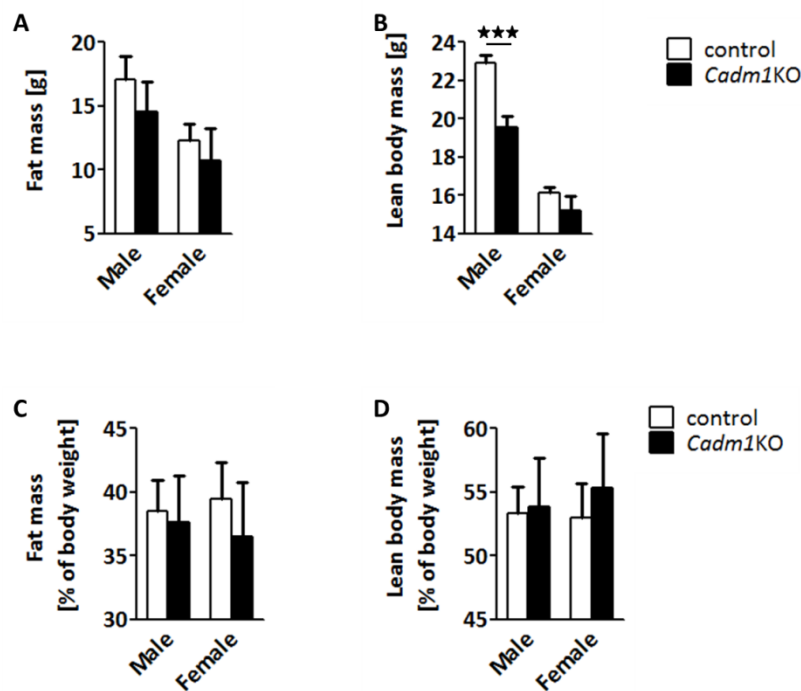 A
Fat mass [g]
20
15
10
5
Male
Female
B
★★★
Lean body mass [g]
24
22
20
18
16
14
Male
Female
control
Cadm1KO
C
Fat mass
[% of body weight]
45
40
35
30
Male
Female
D
Lean body mass
[% of body weight]
60
55
50
45
Male
Female
control
Cadm1KO